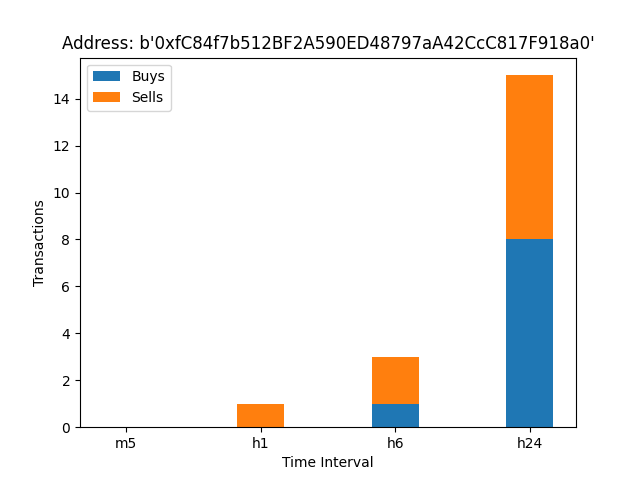 Address: b'0xfC84f7b512BF2A590ED48797aA42CcC817F918a0'
Buys
Sells
Transactions
14
12
10
8
6
4
2
0
m5 h1 h6 h24
Time Interval